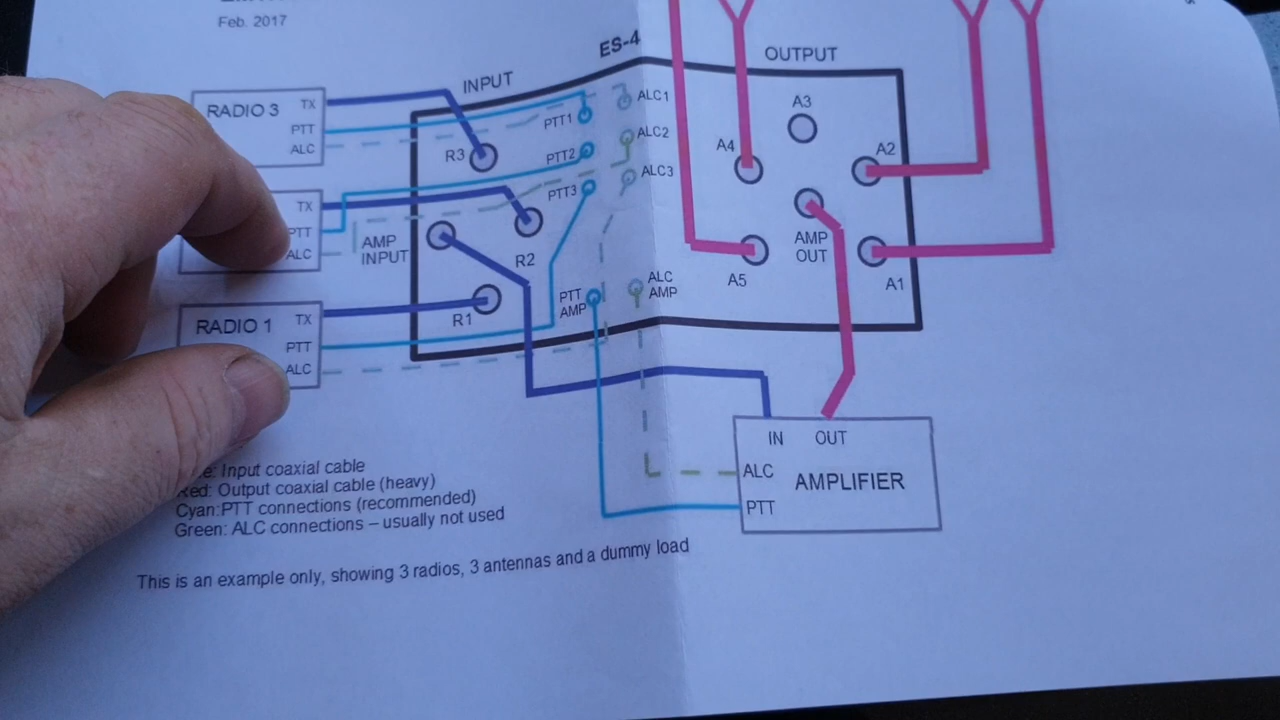 Feb. 2017
ES-4
INPUT
OUTPUT
RADIO 3
TX
PTT
ALC
R3
PTT1
ALC1
PTT2
ALC2
PTT3
ALC3
A3
A4
A2
TX
PTT
ALC
AMP
INPUT
R2
AMP
OUT
A5
A1
RADIO 1
TX
PTT
ALC
R1
PTT
AMP
ALC
AMP
IN
OUT
ALC
AMPLIFIER
PTT
Input coaxial cable
Red: Output coaxial cable (heavy)
Cyan:PTT connections (recommended)
Green: ALC connections – usually not used
This is an example only, showing 3 radios, 3 antennas and a dummy load